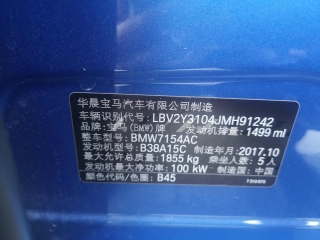 华晨宝马汽车有限公司制造
车辆识别代号：LBV2Y3104JMH91242
品牌：宝马(BMW)牌 发动机排量：1499 ml
整车型号：BMW7154AC
发动机型号：B38A15C 制造年月：2017.10
最大允许总质量：1855 kg 乘坐人数：5 人
发动机最大净功率：100 kW 制造国：中国
颜色代码/色号：B45